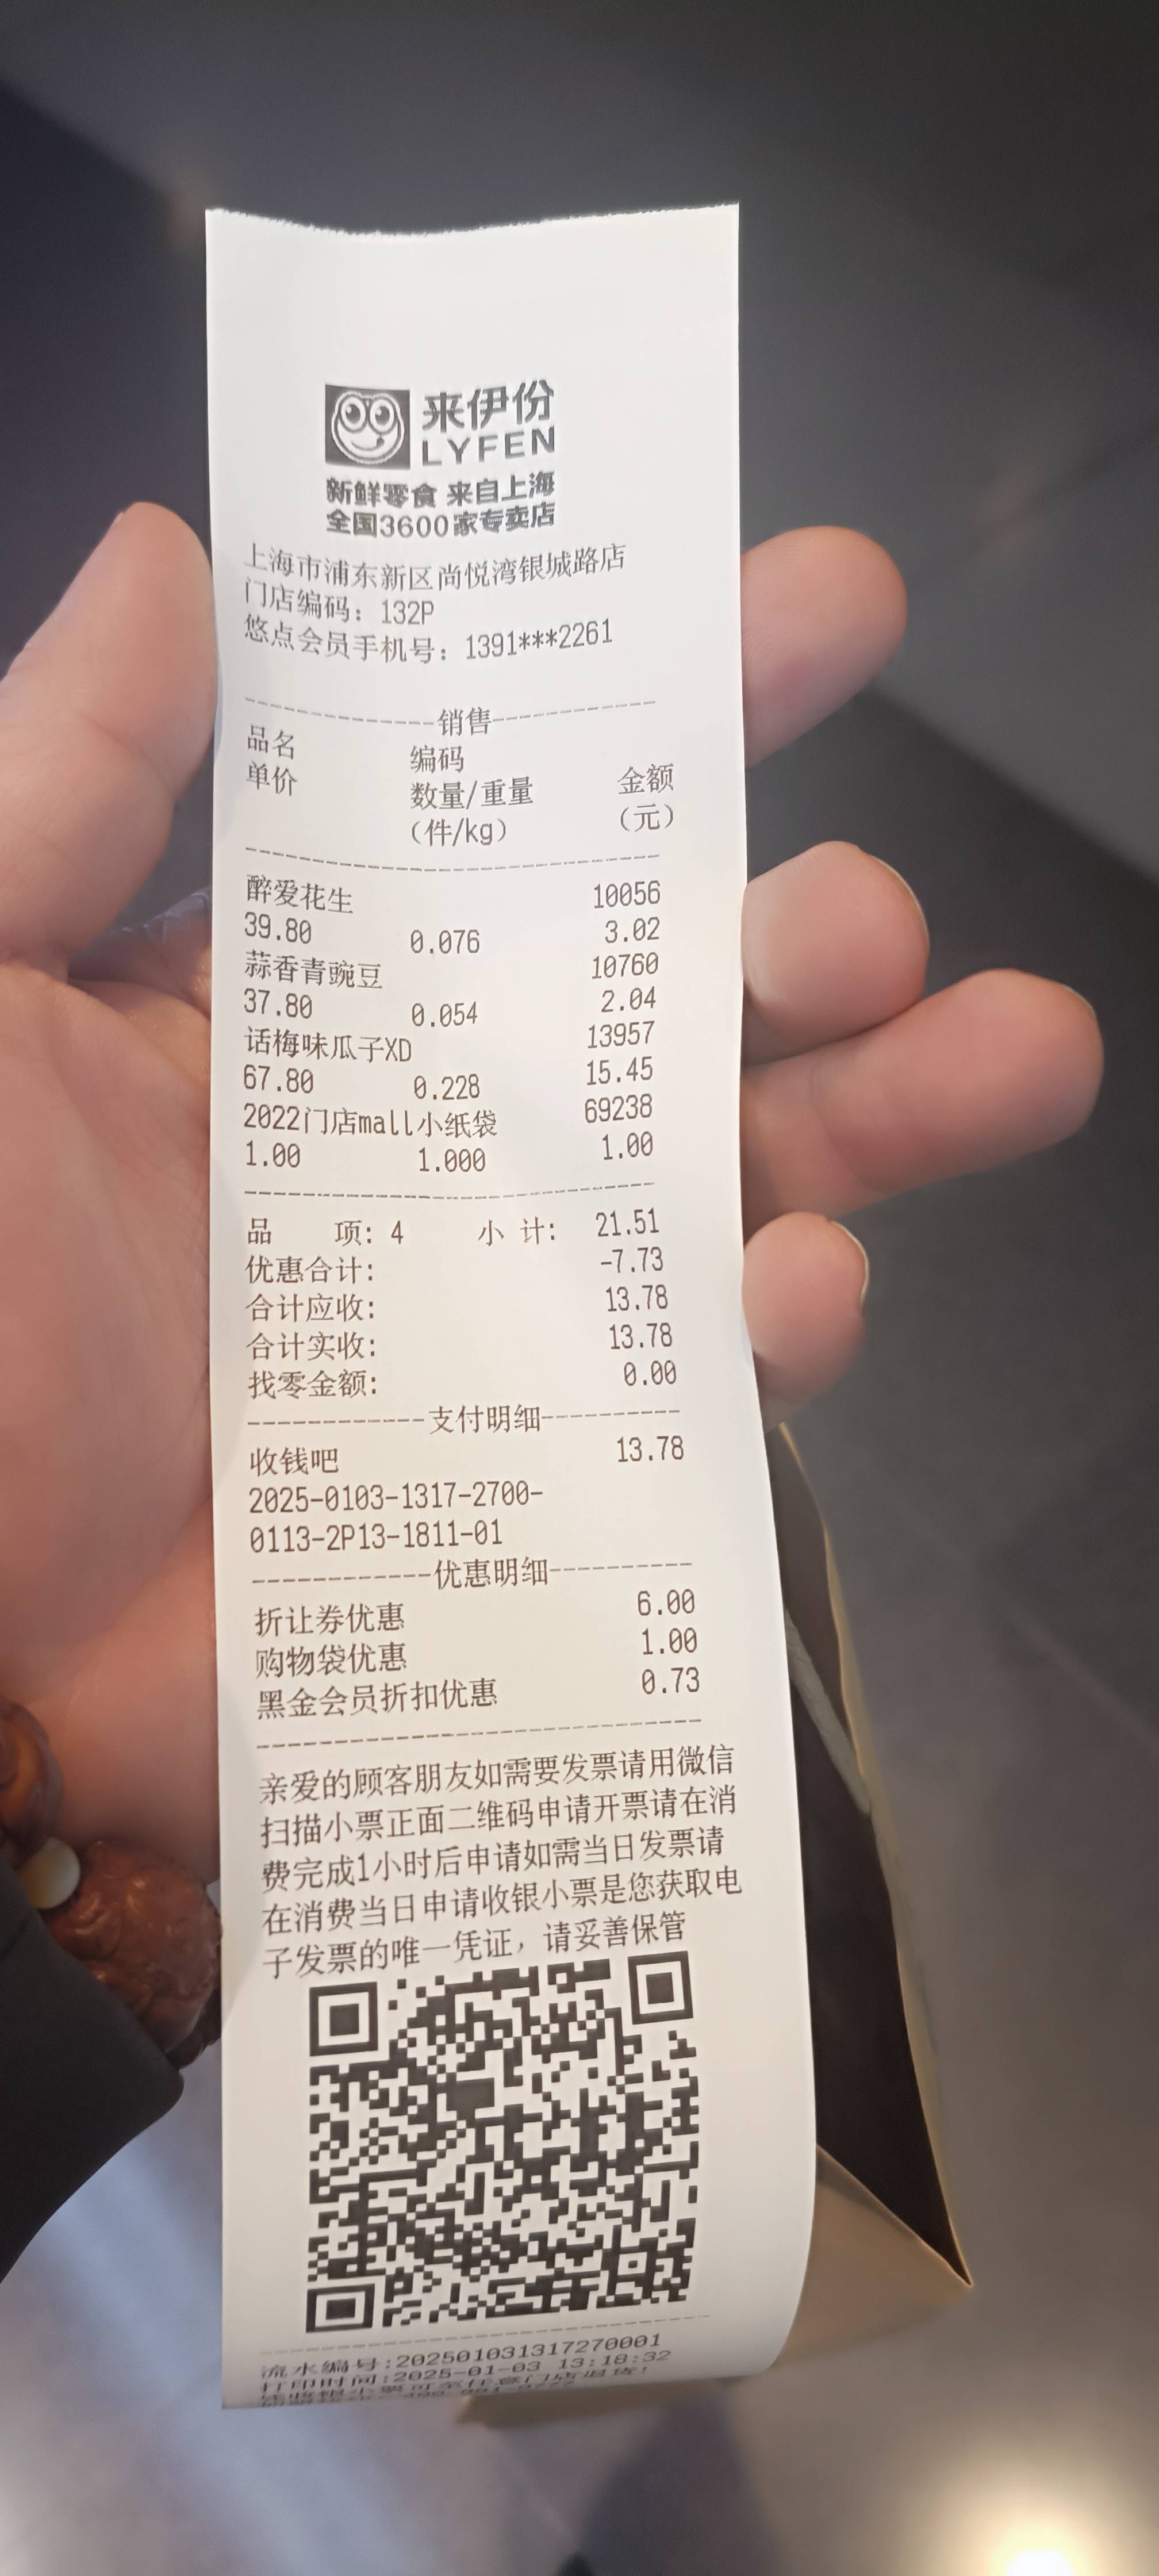 来伊份
LYFEN
新鲜零食 来自上海
全国3600家专卖店
上海市浦东新区尚悦湾银城路店
门店编码：132P
悠点会员手机号：1391***2261
--------------销售------------
品名 编码
单价 数量/重量 金额
（件/kg） （元）
醉爱花生 10056
39.80 0.076 3.02
蒜香青豌豆 10760
37.80 0.054 2.04
话梅味瓜子XD 13957
67.80 0.228 15.45
2022门店mall小纸袋 69238
1.00 1.000 1.00
品 项: 4 小 计: 21.51
优惠合计: -7.73
合计应收: 13.78
合计实收: 13.78
找零金额: 0.00
------------支付明细----------
收钱吧 13.78
2025-0103-1317-2700-
0113-2P13-1811-01
------------优惠明细----------
折让券优惠 6.00
购物袋优惠 1.00
黑金会员折扣优惠 0.73
亲爱的顾客朋友如需要发票请用微信
扫描小票正面二维码申请开票请在消
费完成1小时后申请如需当日发票请
在消费当日申请收银小票是您获取电
子发票的唯一凭证，请妥善保管
流水编号:202501031317270001
打印时间:2025-01-03 13:18:32